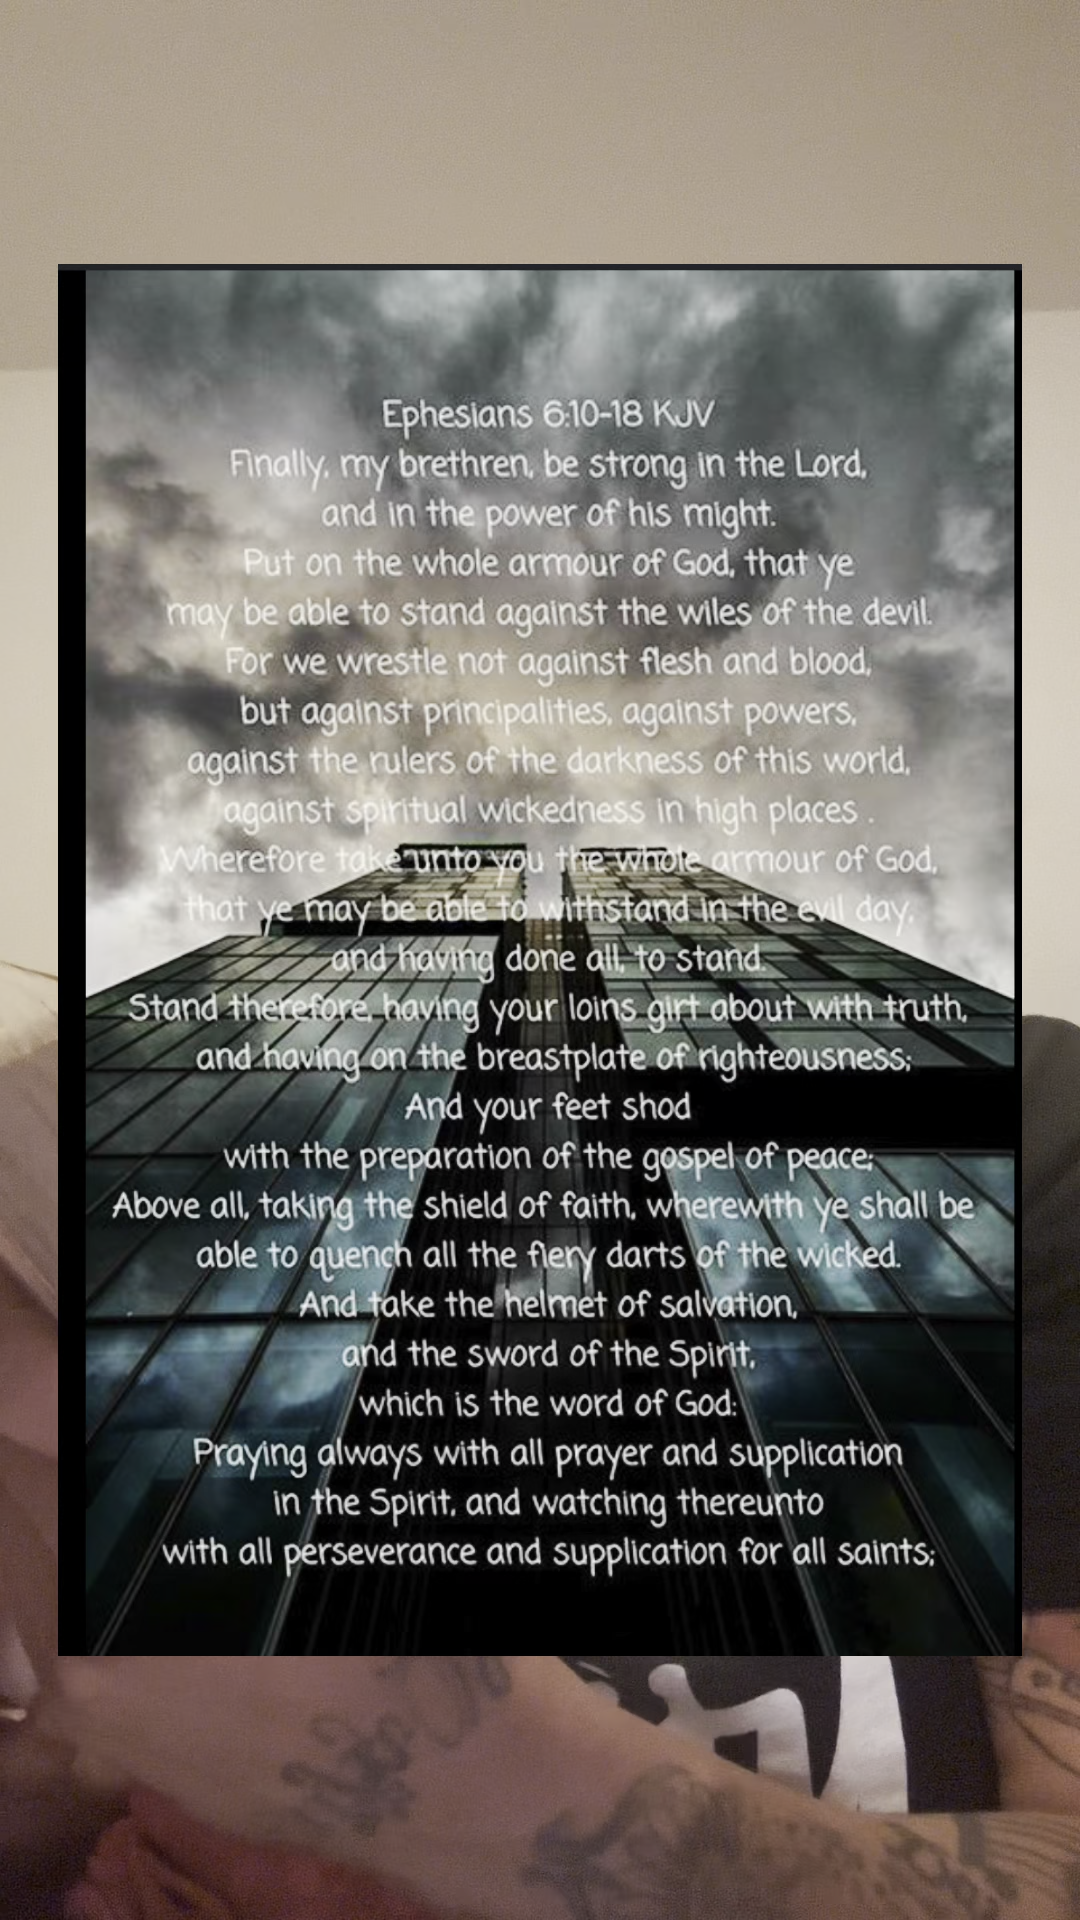 Ephesians 6:10-18 KJV
Finally, my brethren, be strong in the Lord,
and in the power of his might.
Put on the whole armour of God, that ye
may be able to stand against the wiles of the devil.
For we wrestle not against flesh and blood,
but against principalities, against powers,
against the rulers of the darkness of this world,
against spiritual wickedness in high places .
Wherefore take unto you the whole armour of God,
that ye may be able to withstand in the evil day,
and having done all, to stand.
Stand therefore, having your loins girt about with truth,
and having on the breastplate of righteousness;
And your feet shod
with the preparation of the gospel of peace;
Above all, taking the shield of faith, wherewith ye shall be
able to quench all the fiery darts of the wicked.
And take the helmet of salvation,
and the sword of the Spirit,
which is the word of God:
Praying always with all prayer and supplication
in the Spirit, and watching thereunto
with all perseverance and supplication for all saints;